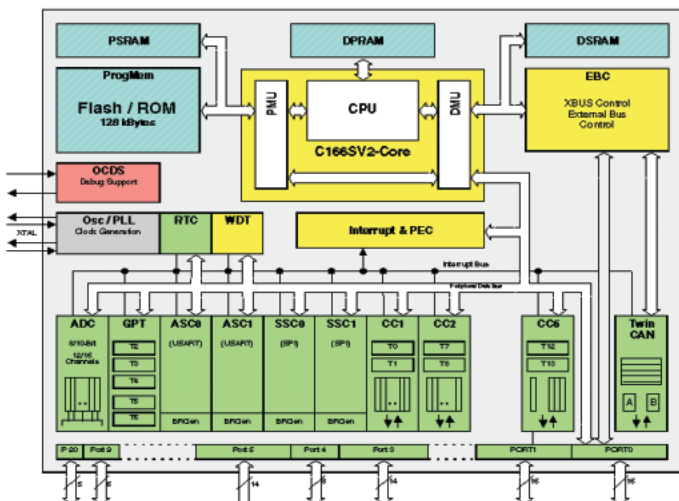 PSRAM
DPRAM
DSRAM
ProgMem
Flash / ROM
128 kBytes
PMU
CPU
DMU
C166SV2-Core
EBC
XBUS Control
External Bus
Control
OCDS
Debug Support
XTAL
Osc / PLL
Clock Generation
RTC
WDT
Interrupt & PEC
Interrupt Bus
Peripheral Data Bus
ADC
8/10-Bit
12/16
Channels
GPT
T2
T3
T4
T5
T6
ASC0
(USART)
BRGen
ASC1
(USART)
BRGen
SSC0
(SPI)
BRGen
SSC1
(SPI)
BRGen
CC1
T0
T1
CC2
T7
T8
CC6
T12
T13
Twin
CAN
A
B
P 20
Port 9
Port 5
Port 4
Port 3
PORT1
PORT0
14
14
16
16